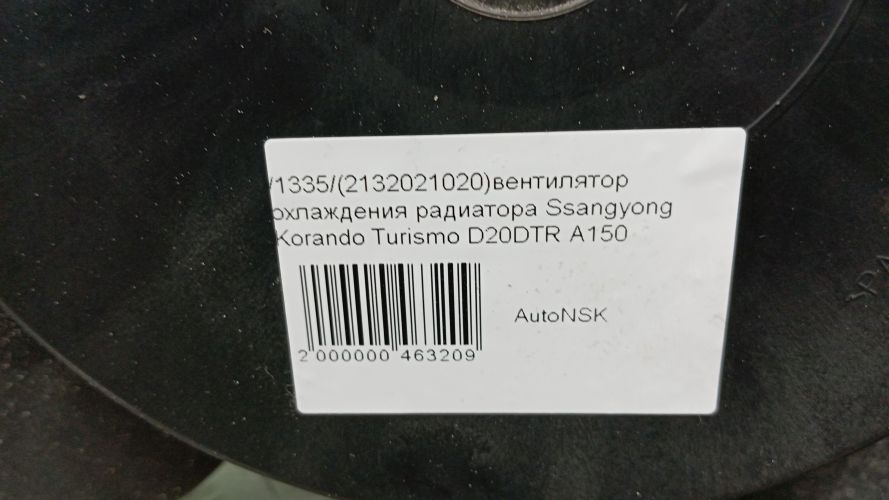 /1335/(2132021020)вентилятор
охлаждения радиатора Ssangyong
Korando Turismo D20DTR A150
AutoNSK
2 000000 463209